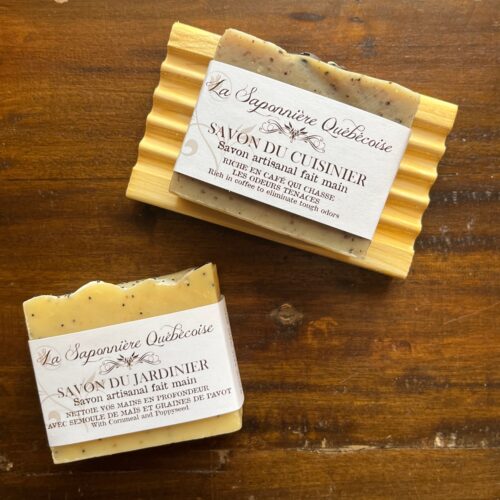 La Saponnière Québécoise
SAVON DU CUISINIER
Savon artisanal fait main
RICHE EN CAFÉ QUI CHASSE
LES ODEURS TENACES
Rich in coffee to eliminate tough odors
La Saponnière Québécoise
SAVON DU JARDINIER
Savon artisanal fait main
NETTOIE VOS MAINS EN PROFONDEUR
AVEC SEMOULE DE MAÏS ET GRAINES DE PAVOT
With Cornmeal and Poppyseed